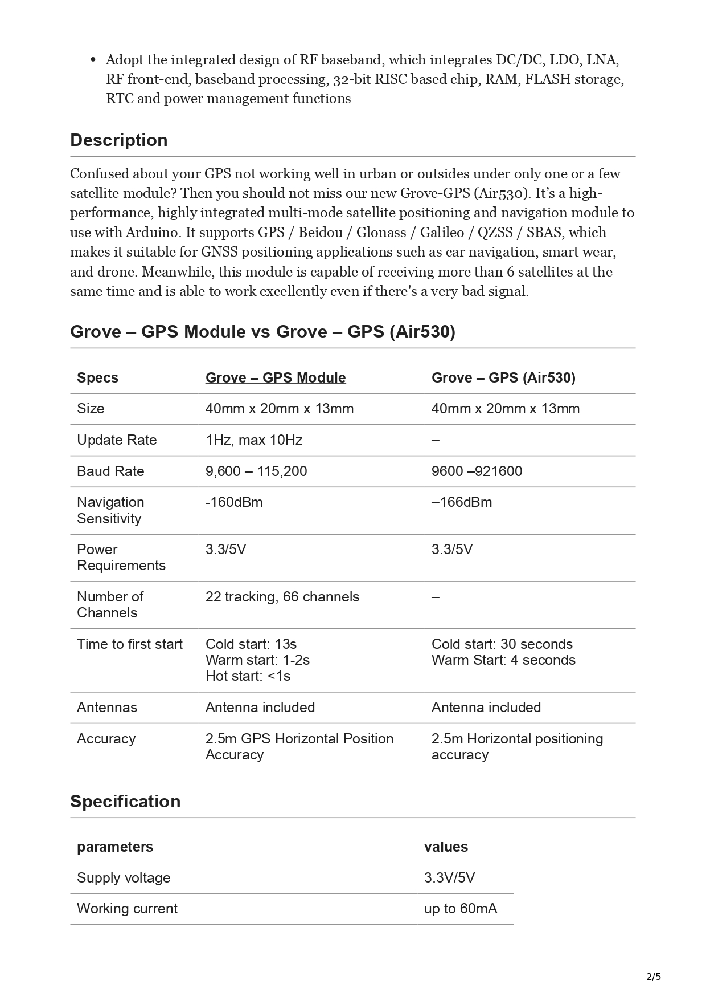 • Adopt the integrated design of RF baseband, which integrates DC/DC, LDO, LNA,
RF front-end, baseband processing, 32-bit RISC based chip, RAM, FLASH storage,
RTC and power management functions
Description
Confused about your GPS not working well in urban or outsides under only one or a few
satellite module? Then you should not miss our new Grove-GPS (Air530). It’s a high-
performance, highly integrated multi-mode satellite positioning and navigation module to
use with Arduino. It supports GPS / Beidou / Glonass / Galileo / QZSS / SBAS, which
makes it suitable for GNSS positioning applications such as car navigation, smart wear,
and drone. Meanwhile, this module is capable of receiving more than 6 satellites at the
same time and is able to work excellently even if there's a very bad signal.
Grove – GPS Module vs Grove – GPS (Air530)
Specs Grove – GPS Module Grove – GPS (Air530)
Size 40mm x 20mm x 13mm 40mm x 20mm x 13mm
Update Rate 1Hz, max 10Hz –
Baud Rate 9,600 – 115,200 9600 –921600
Navigation -160dBm –166dBm
Sensitivity
Power 3.3/5V 3.3/5V
Requirements
Number of 22 tracking, 66 channels –
Channels
Time to first start Cold start: 13s Cold start: 30 seconds
Warm start: 1-2s Warm Start: 4 seconds
Hot start: <1s
Antennas Antenna included Antenna included
Accuracy 2.5m GPS Horizontal Position 2.5m Horizontal positioning
Accuracy accuracy
Specification
parameters values
Supply voltage 3.3V/5V
Working current up to 60mA
2/5